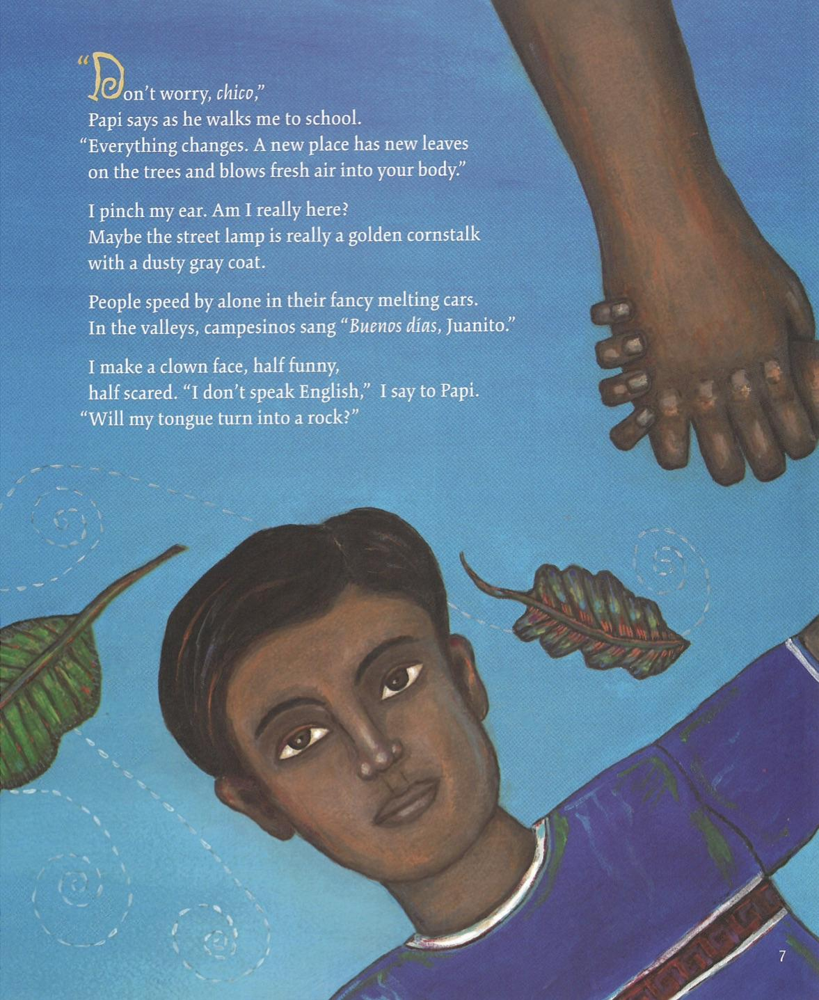 “Don’t worry, chico,”
Papi says as he walks me to school.
“Everything changes. A new place has new leaves
on the trees and blows fresh air into your body.”
I pinch my ear. Am I really here?
Maybe the street lamp is really a golden cornstalk
with a dusty gray coat.
People speed by alone in their fancy melting cars.
In the valleys, campesinos sang “Buenos días, Juanito.”
I make a clown face, half funny,
half scared. “I don’t speak English,” I say to Papi.
“Will my tongue turn into a rock?”
7